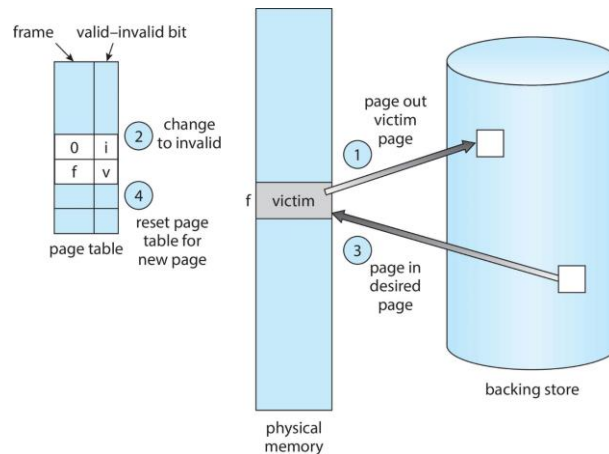 frame
valid–invalid bit
0 i
f v
page table
2
change
to invalid
4
reset page
table for
new page
f
victim
physical
memory
1
page out
victim
page
3
page in
desired
page
backing store